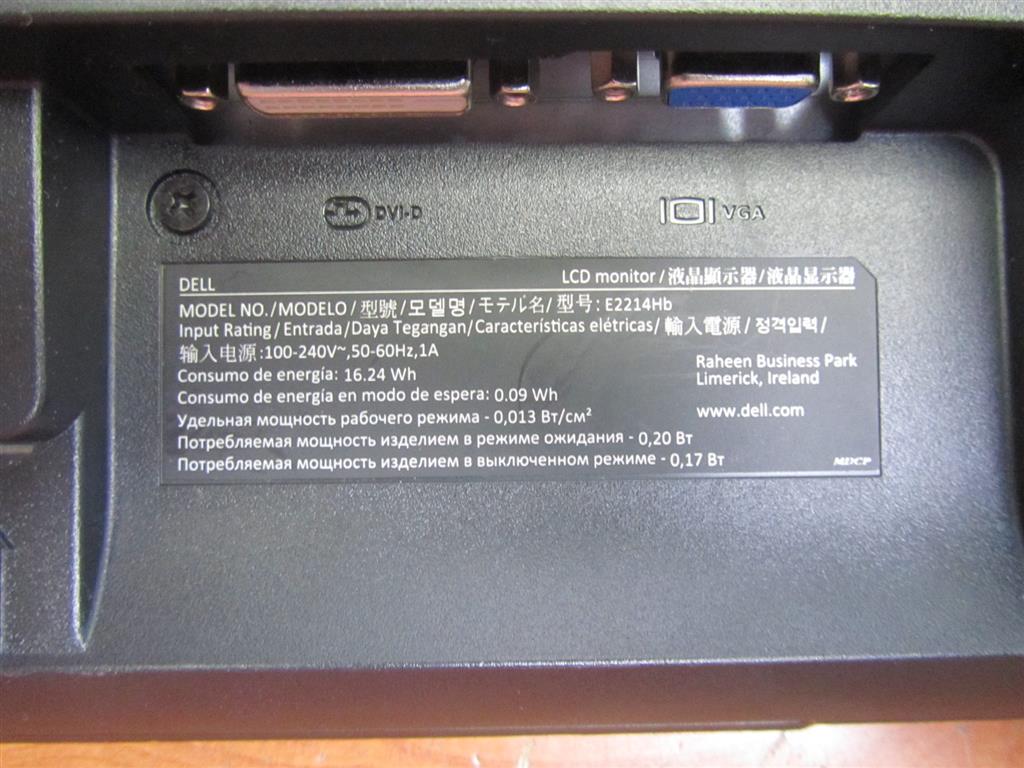 DVI-D
VGA
DELL
LCD monitor / 液晶顯示器/液晶显示器
MODEL NO./MODELO / 型號/모델명/モデル名/ 型号: E2214Hb
Input Rating/Entrada/Daya Tegangan/Características elétricas/ 輸入電源/ 정격입력/
输入电源:100-240V~,50-60Hz,1A
Consumo de energía: 16.24 Wh
Consumo de energía en modo de espera: 0.09 Wh
Удельная мощность рабочего режима - 0,013 Вт/см²
Потребляемая мощность изделием в режиме ожидания - 0,20 Вт
Потребляемая мощность изделием в выключенном режиме - 0,17 Вт
Raheen Business Park
Limerick, Ireland
www.dell.com
MDCP